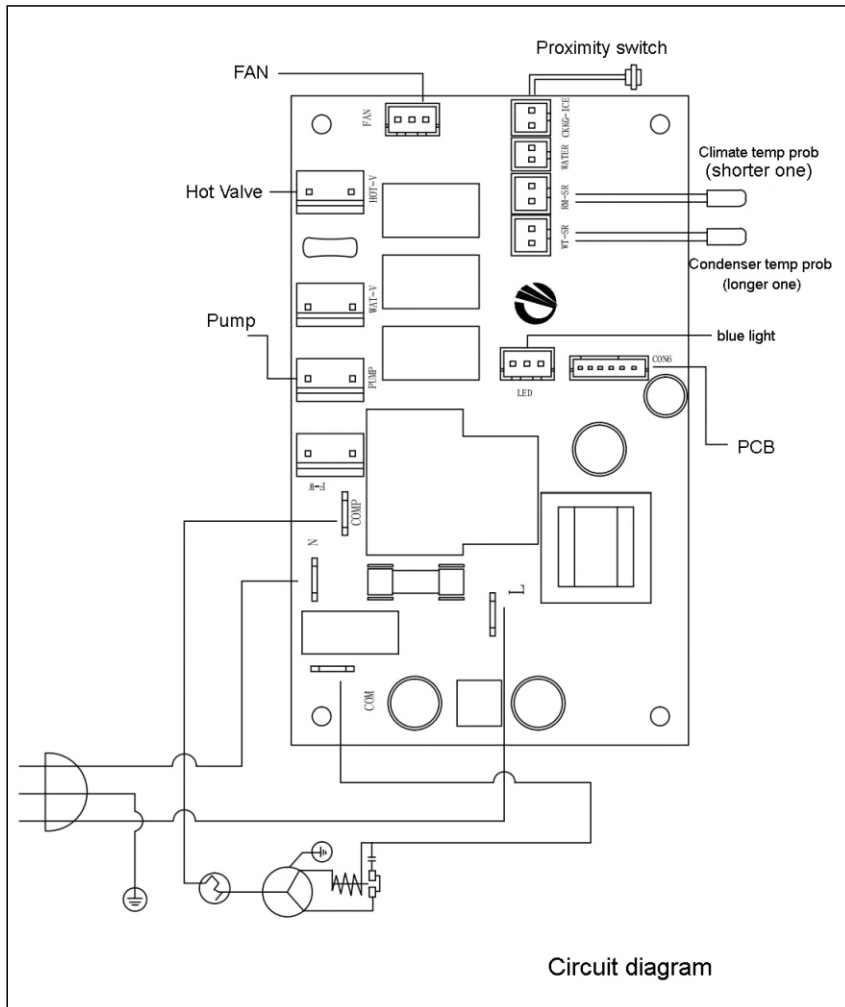 Proximity switch
FAN
FAN
CKKG-ICE
WATER
Climate temp prob
(shorter one)
Hot Valve
HOT-V
RM-SR
WT-SR
Condenser temp prob
(longer one)
WAT-V
Pump
blue light
PUMP
LED
CON6
PCB
COMP
N
L
COM
Circuit diagram